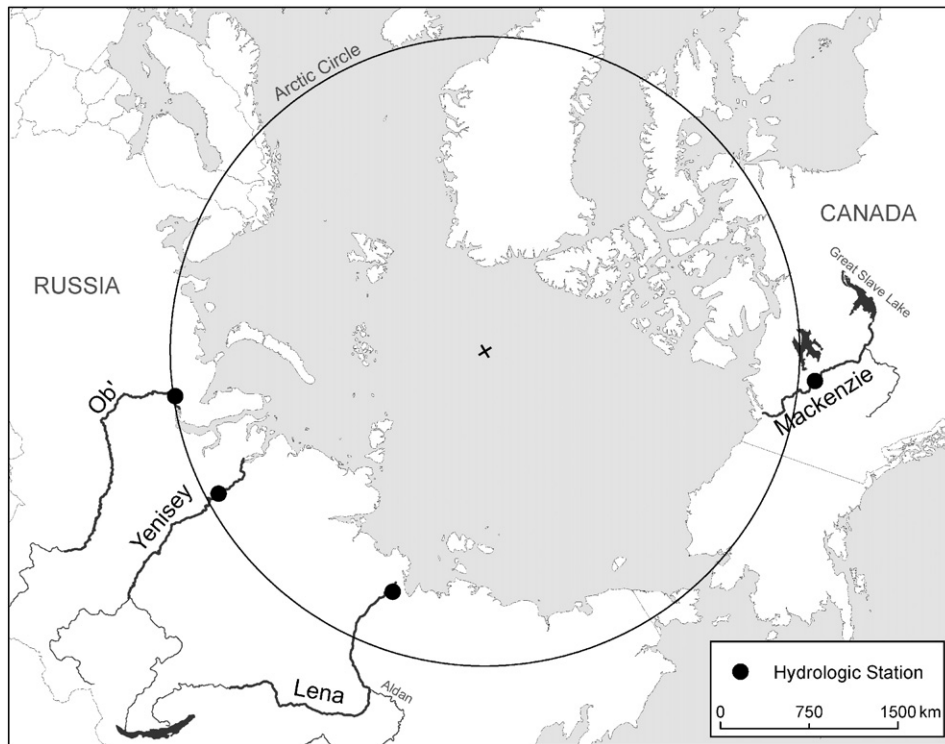 Arctic Circle
CANADA
Great Slave Lake
RUSSIA
Ob'
Mackenzie
Yenisey
Lena
Aldan
Hydrologic Station
0 750 1500 km